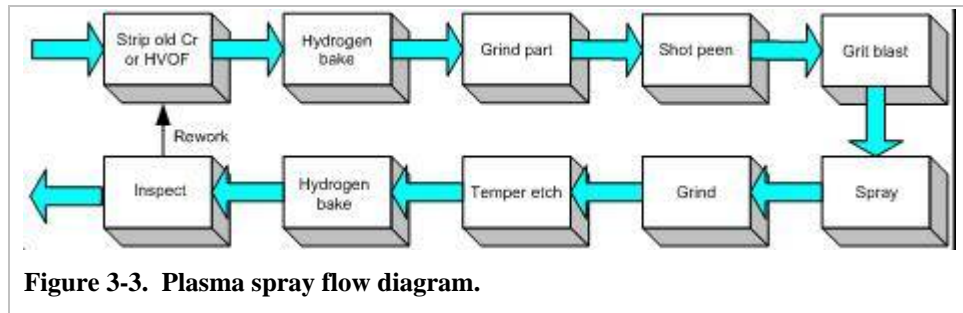 Strip old Cr
or HVOF
Hydrogen
bake
Grind part
Shot peen
Grit blast
Rework
Inspect
Hydrogen
bake
Temper etch
Grind
Spray
Figure 3-3. Plasma spray flow diagram.